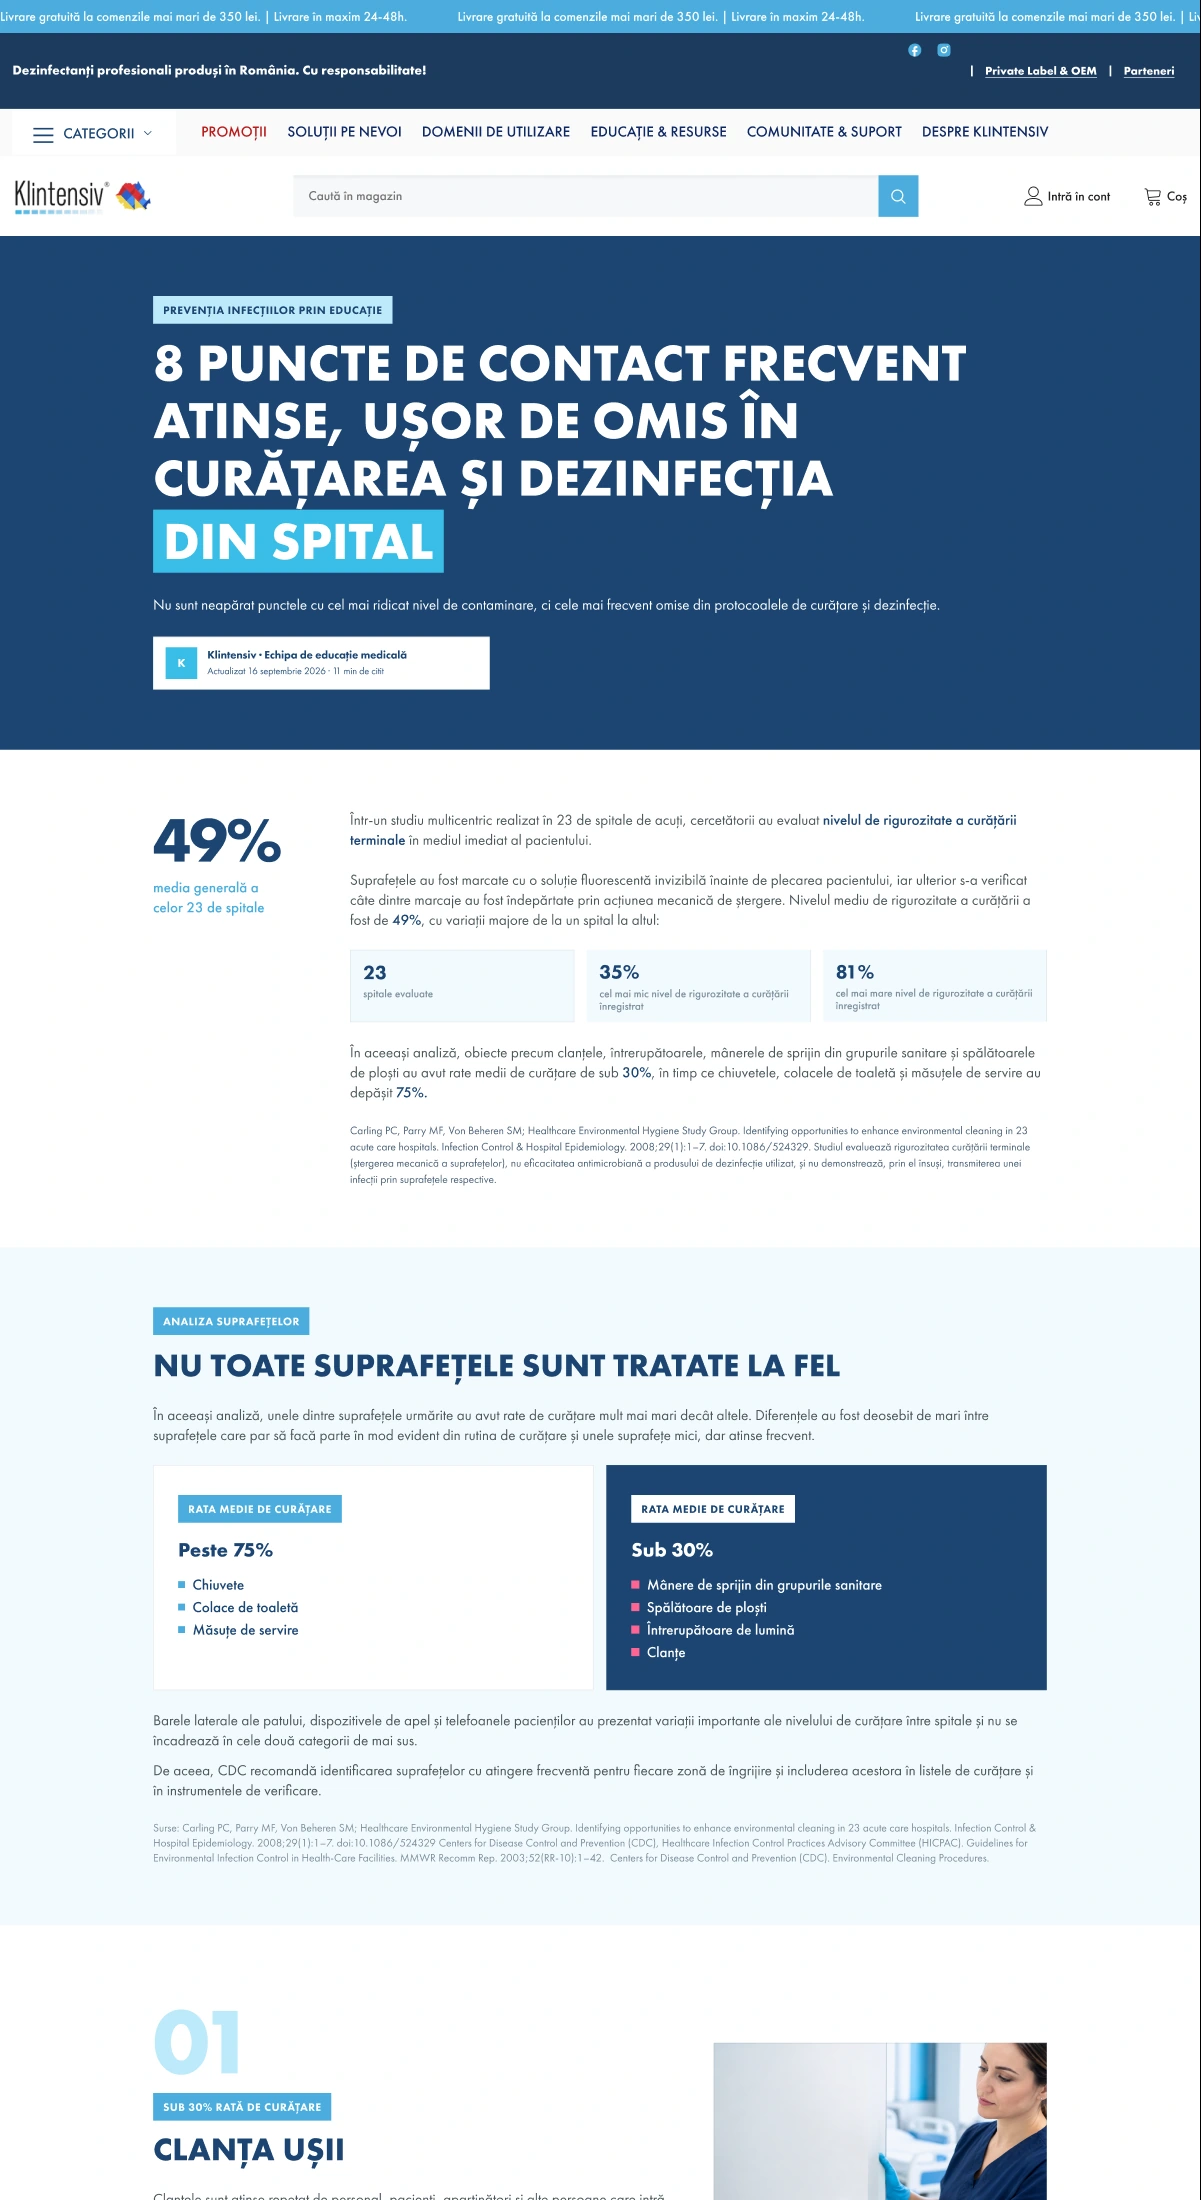 Livrare gratuită la comenzile mai mari de 350 lei. | Livrare în maxim 24-48h. Livrare gratuită la comenzile mai mari de 350 lei. | Livrare în maxim 24-48h. Livrare gratuită la comenzile mai mari de 350 lei. | Liv
Dezinfectanți profesionali produși în România. Cu responsabilitate!
| Private Label & OEM | Parteneri
CATEGORII PROMOȚII SOLUȚII PE NEVOI DOMENII DE UTILIZARE EDUCAȚIE & RESURSE COMUNITATE & SUPORT DESPRE KLINTENSIV
Klintensiv®
Caută în magazin
Intră în cont
Coș
PREVENȚIA INFECȚIILOR PRIN EDUCAȚIE
8 PUNCTE DE CONTACT FRECVENT
ATINSE, UȘOR DE OMIS ÎN
CURĂȚAREA ȘI DEZINFECȚIA
DIN SPITAL
Nu sunt neapărat punctele cu cel mai ridicat nivel de contaminare, ci cele mai frecvent omise din protocoalele de curățare și dezinfecție.
K
Klintensiv · Echipa de educație medicală
Actualizat 16 septembrie 2026 · 11 min de citit
49%
media generală a
celor 23 de spitale
Într-un studiu multicentric realizat în 23 de spitale de acuți, cercetătorii au evaluat nivelul de rigurozitate a curățării
terminale în mediul imediat al pacientului.
Suprafețele au fost marcate cu o soluție fluorescentă invizibilă înainte de plecarea pacientului, iar ulterior s-a verificat
câte dintre marcaje au fost îndepărtate prin acțiunea mecanică de ștergere. Nivelul mediu de rigurozitate a curățării a
fost de 49%, cu variații majore de la un spital la altul:
23
spitale evaluate
35%
cel mai mic nivel de rigurozitate a curățării
înregistrat
81%
cel mai mare nivel de rigurozitate a curățării
înregistrat
În aceeași analiză, obiecte precum clanțele, întrerupătoarele, mânerele de sprijin din grupurile sanitare și spălătoarele
de ploști au avut rate medii de curățare de sub 30%, în timp ce chiuvetele, colacele de toaletă și măsuțele de servire au
depășit 75%.
Carling PC, Parry MF, Von Beheren SM; Healthcare Environmental Hygiene Study Group. Identifying opportunities to enhance environmental cleaning in 23
acute care hospitals. Infection Control & Hospital Epidemiology. 2008;29(1):1–7. doi:10.1086/524329. Studiul evaluează rigurozitatea curățării terminale
(ștergerea mecanică a suprafețelor), nu eficacitatea antimicrobiană a produsului de dezinfecție utilizat, și nu demonstrează, prin el însuși, transmiterea unei
infecții prin suprafețele respective.
ANALIZA SUPRAFEȚELOR
NU TOATE SUPRAFEȚELE SUNT TRATATE LA FEL
În aceeași analiză, unele dintre suprafețele urmărite au avut rate de curățare mult mai mari decât altele. Diferențele au fost deosebit de mari între
suprafețele care par să facă parte în mod evident din rutina de curățare și unele suprafețe mici, dar atinse frecvent.
RATA MEDIE DE CURĂȚARE
Peste 75%
Chiuvete
Colace de toaletă
Măsuțe de servire
RATA MEDIE DE CURĂȚARE
Sub 30%
Mânere de sprijin din grupurile sanitare
Spălătoare de ploști
Întrerupătoare de lumină
Clanțe
Barele laterale ale patului, dispozitivele de apel și telefoanele pacienților au prezentat variații importante ale nivelului de curățare între spitale și nu se
încadrează în cele două categorii de mai sus.
De aceea, CDC recomandă identificarea suprafețelor cu atingere frecventă pentru fiecare zonă de îngrijire și includerea acestora în listele de curățare și
în instrumentele de verificare.
Surse: Carling PC, Parry MF, Von Beheren SM; Healthcare Environmental Hygiene Study Group. Identifying opportunities to enhance environmental cleaning in 23 acute care hospitals. Infection Control &
Hospital Epidemiology. 2008;29(1):1–7. doi:10.1086/524329 Centers for Disease Control and Prevention (CDC), Healthcare Infection Control Practices Advisory Committee (HICPAC). Guidelines for
Environmental Infection Control in Health-Care Facilities. MMWR Recomm Rep. 2003;52(RR-10):1–42. Centers for Disease Control and Prevention (CDC). Environmental Cleaning Procedures.
01
SUB 30% RATĂ DE CURĂȚARE
CLANȚA UȘII
Clanțele sunt atinse repetat de personal, pacienți, aparținători și alte persoane care intră